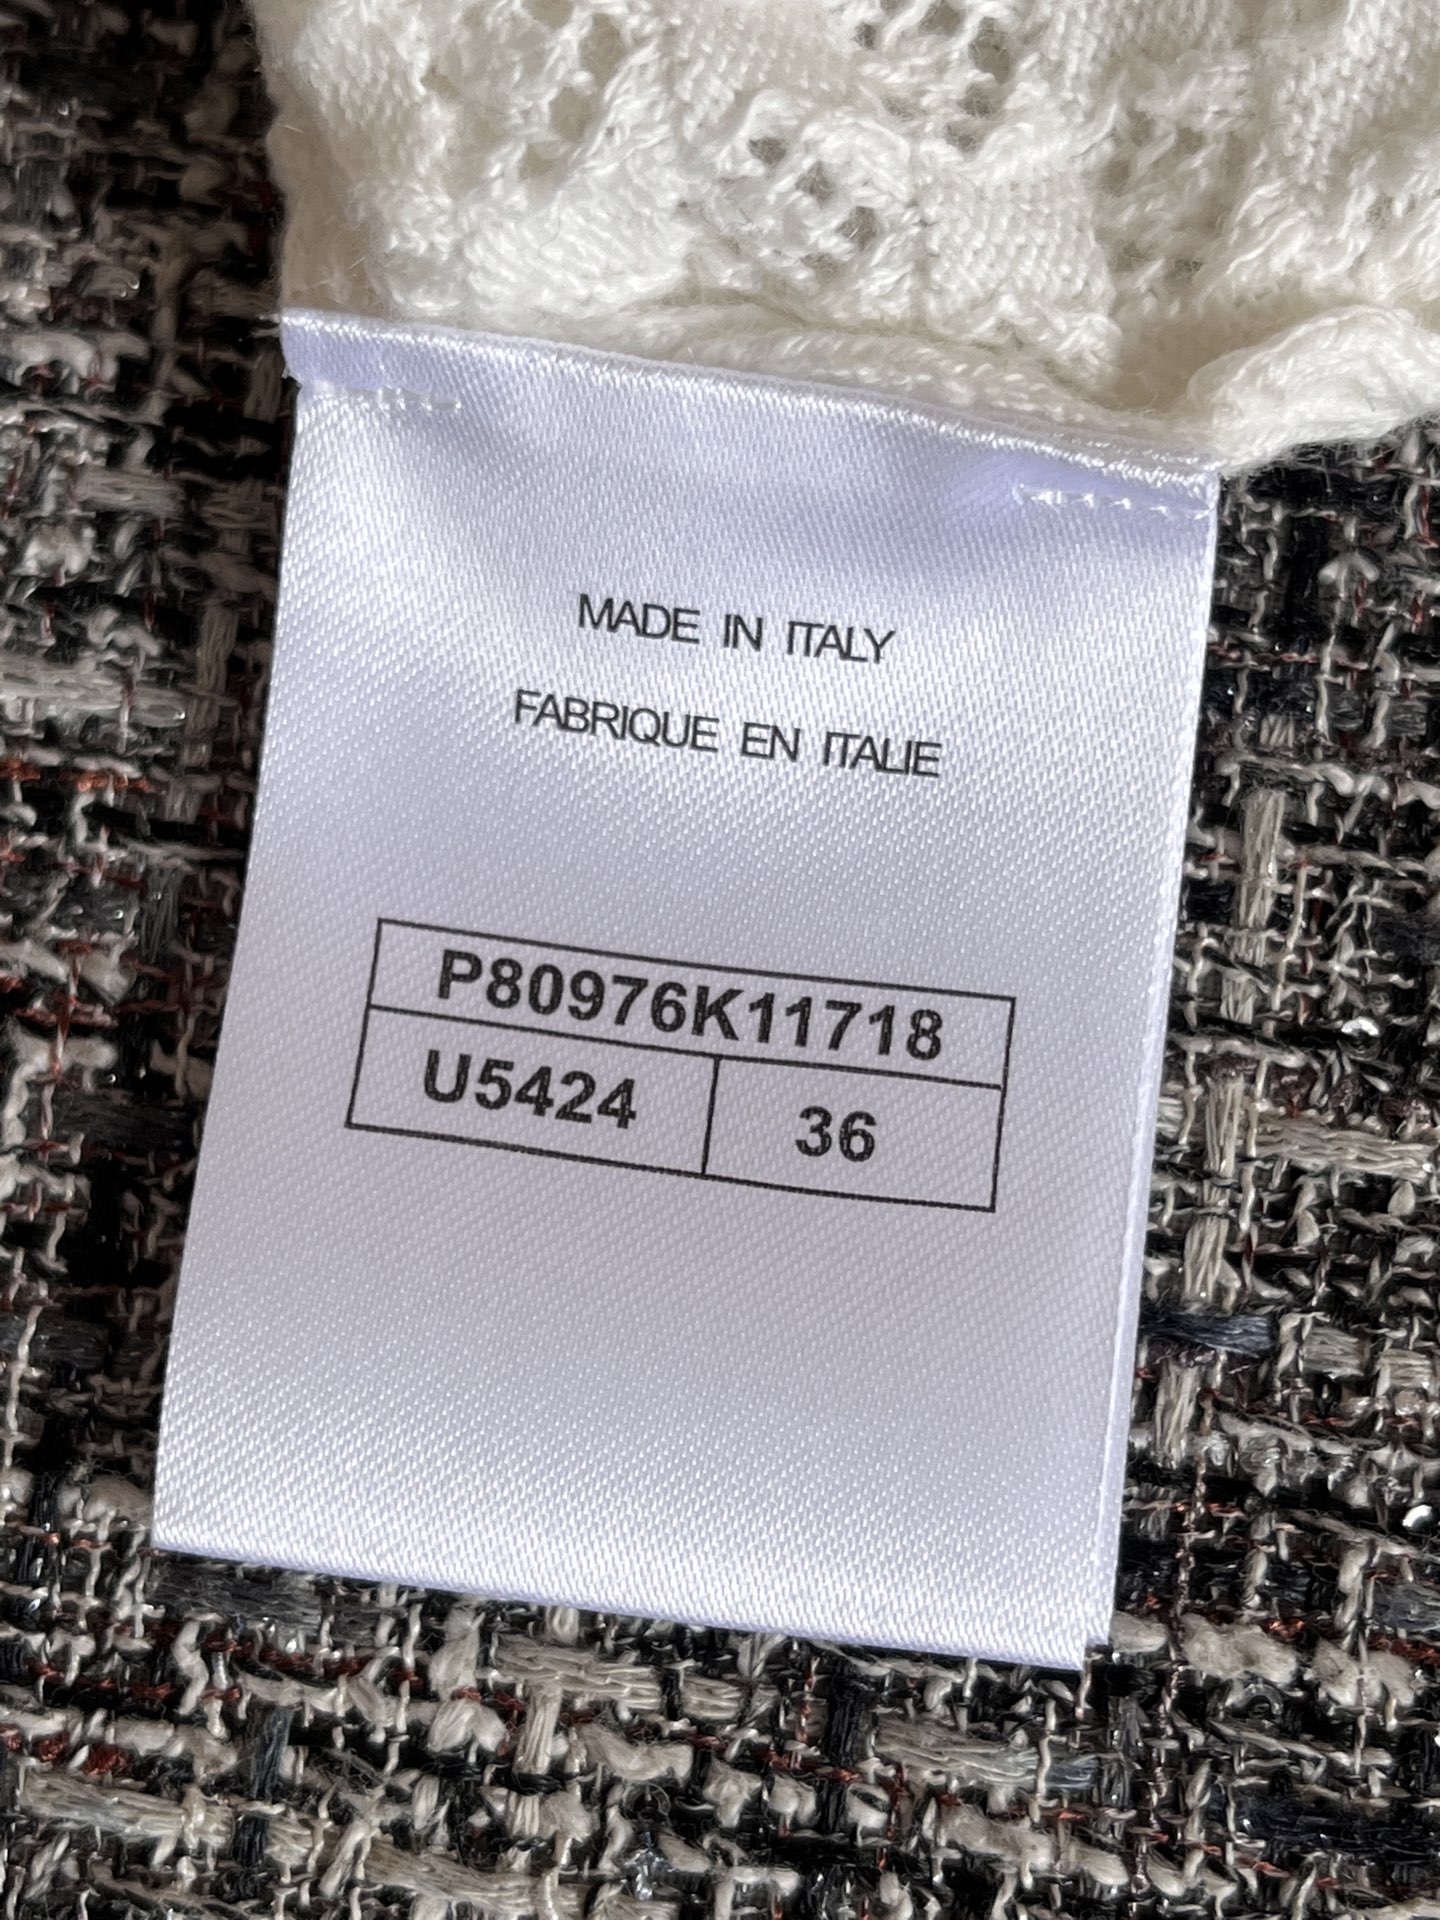 MADE IN ITALY
FABRIQUE EN ITALIE
P80976K11718
U5424 36